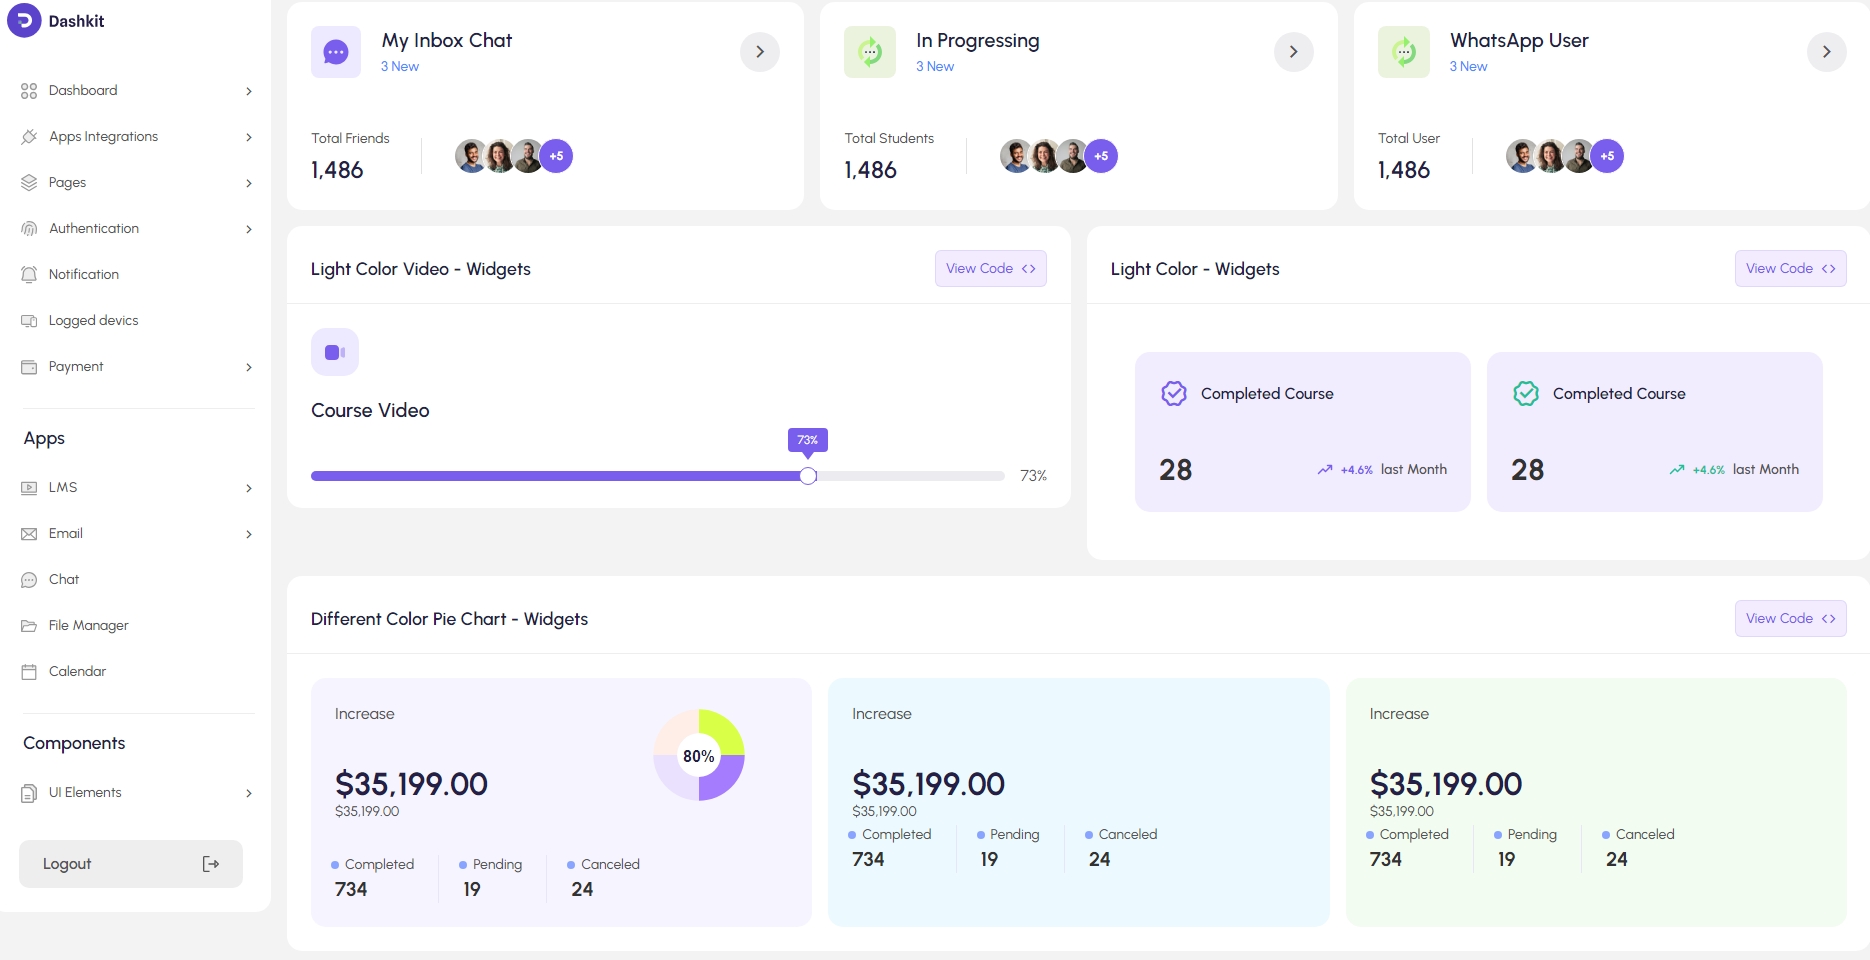 Dashkit
Dashboard
Apps Integrations
Pages
Authentication
Notification
Logged devics
Payment
Apps
LMS
Email
Chat
File Manager
Calendar
Components
UI Elements
Logout
My Inbox Chat
3 New
Total Friends
1,486
+5
In Progressing
3 New
Total Students
1,486
+5
WhatsApp User
3 New
Total User
1,486
+5
Light Color Video - Widgets
View Code <>
Course Video
73%
73%
Light Color - Widgets
View Code <>
Completed Course
28
+4.6% last Month
Completed Course
28
+4.6% last Month
Different Color Pie Chart - Widgets
View Code <>
Increase
80%
$35,199.00
$35,199.00
Completed
734
Pending
19
Canceled
24
Increase
$35,199.00
$35,199.00
Completed
734
Pending
19
Canceled
24
Increase
$35,199.00
$35,199.00
Completed
734
Pending
19
Canceled
24